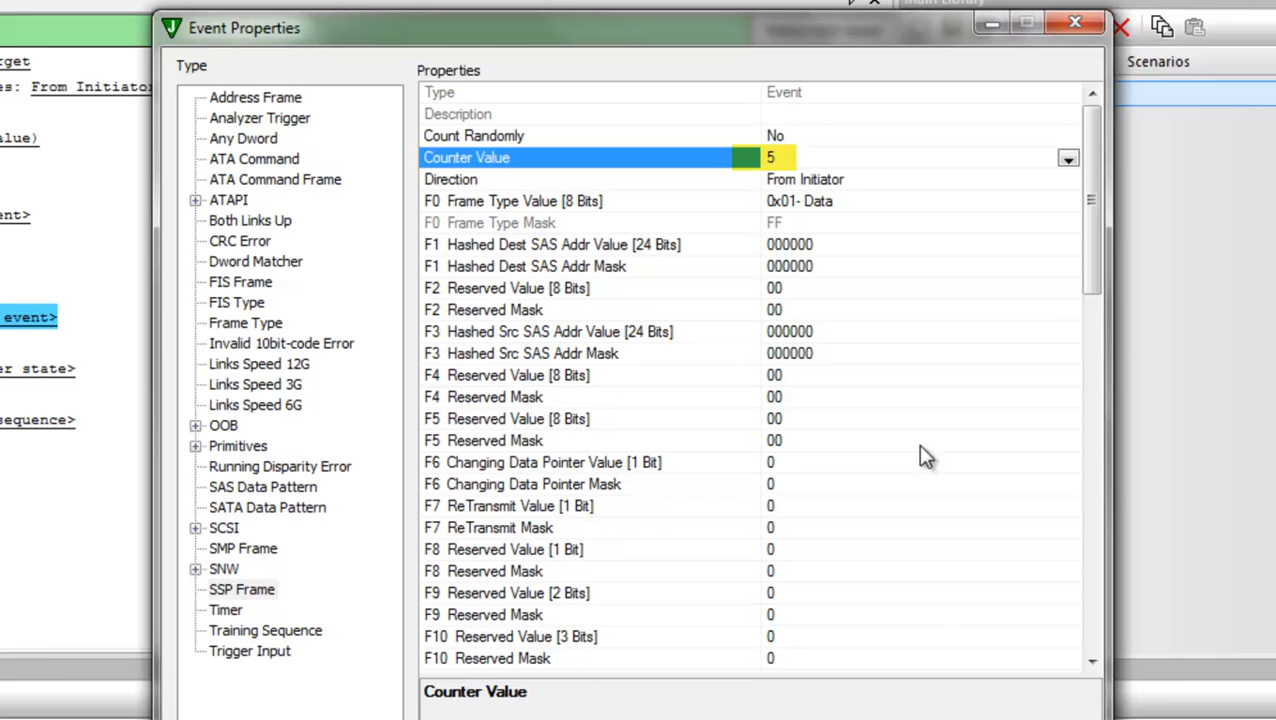 Main Library
Event Properties
rget
es: From Initiator
alue)
ent>
event>
er state>
sequence>
Type
Address Frame
Analyzer Trigger
Any Dword
ATA Command
ATA Command Frame
ATAPI
Both Links Up
CRC Error
Dword Matcher
FIS Frame
FIS Type
Frame Type
Invalid 10bit-code Error
Links Speed 12G
Links Speed 3G
Links Speed 6G
OOB
Primitives
Running Disparity Error
SAS Data Pattern
SATA Data Pattern
SCSI
SMP Frame
SNW
SSP Frame
Timer
Training Sequence
Trigger Input
Properties
Type Event
Description
Count Randomly No
Counter Value 5
Direction From Initiator
F0 Frame Type Value [8 Bits] 0x01- Data
F0 Frame Type Mask FF
F1 Hashed Dest SAS Addr Value [24 Bits] 000000
F1 Hashed Dest SAS Addr Mask 000000
F2 Reserved Value [8 Bits] 00
F2 Reserved Mask 00
F3 Hashed Src SAS Addr Value [24 Bits] 000000
F3 Hashed Src SAS Addr Mask 000000
F4 Reserved Value [8 Bits] 00
F4 Reserved Mask 00
F5 Reserved Value [8 Bits] 00
F5 Reserved Mask 00
F6 Changing Data Pointer Value [1 Bit] 0
F6 Changing Data Pointer Mask 0
F7 ReTransmit Value [1 Bit] 0
F7 ReTransmit Mask 0
F8 Reserved Value [1 Bit] 0
F8 Reserved Mask 0
F9 Reserved Value [2 Bits] 0
F9 Reserved Mask 0
F10 Reserved Value [3 Bits] 0
F10 Reserved Mask 0
Counter Value
Scenarios